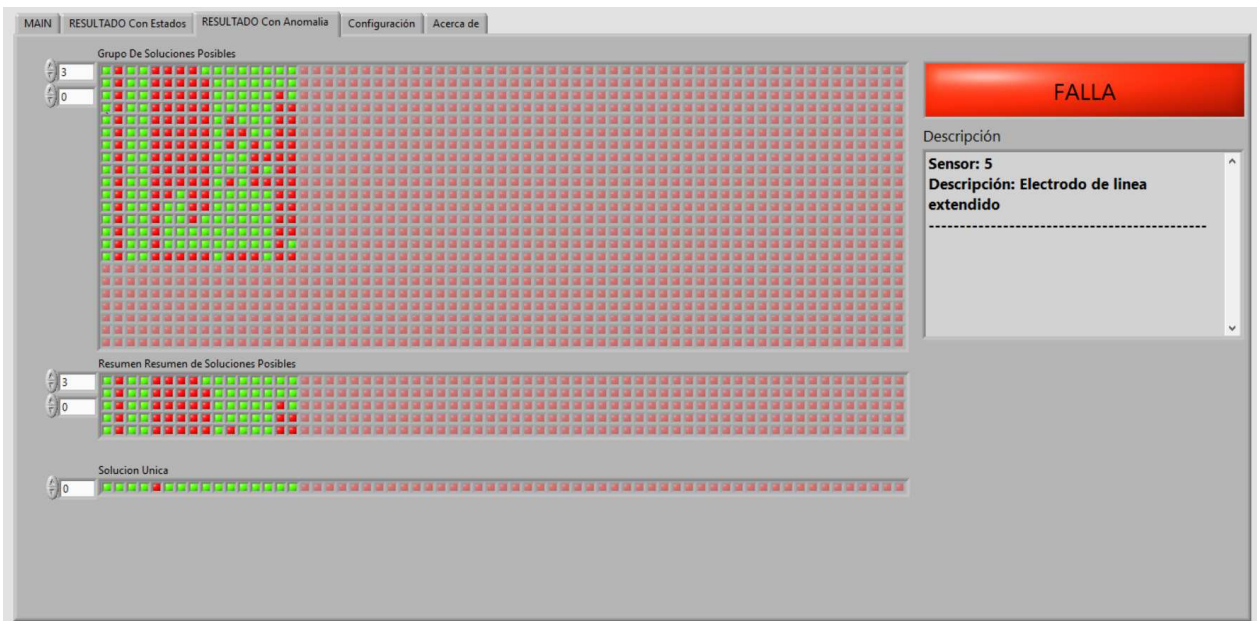 MAIN
RESULTADO Con Estados
RESULTADO Con Anomalia
Configuración
Acerca de
Grupo De Soluciones Posibles
3
0
FALLA
Descripción
Sensor: 5
Descripción: Electrodo de linea
extendido
---------------------------------------------
Resumen Resumen de Soluciones Posibles
3
0
Solucion Unica
0